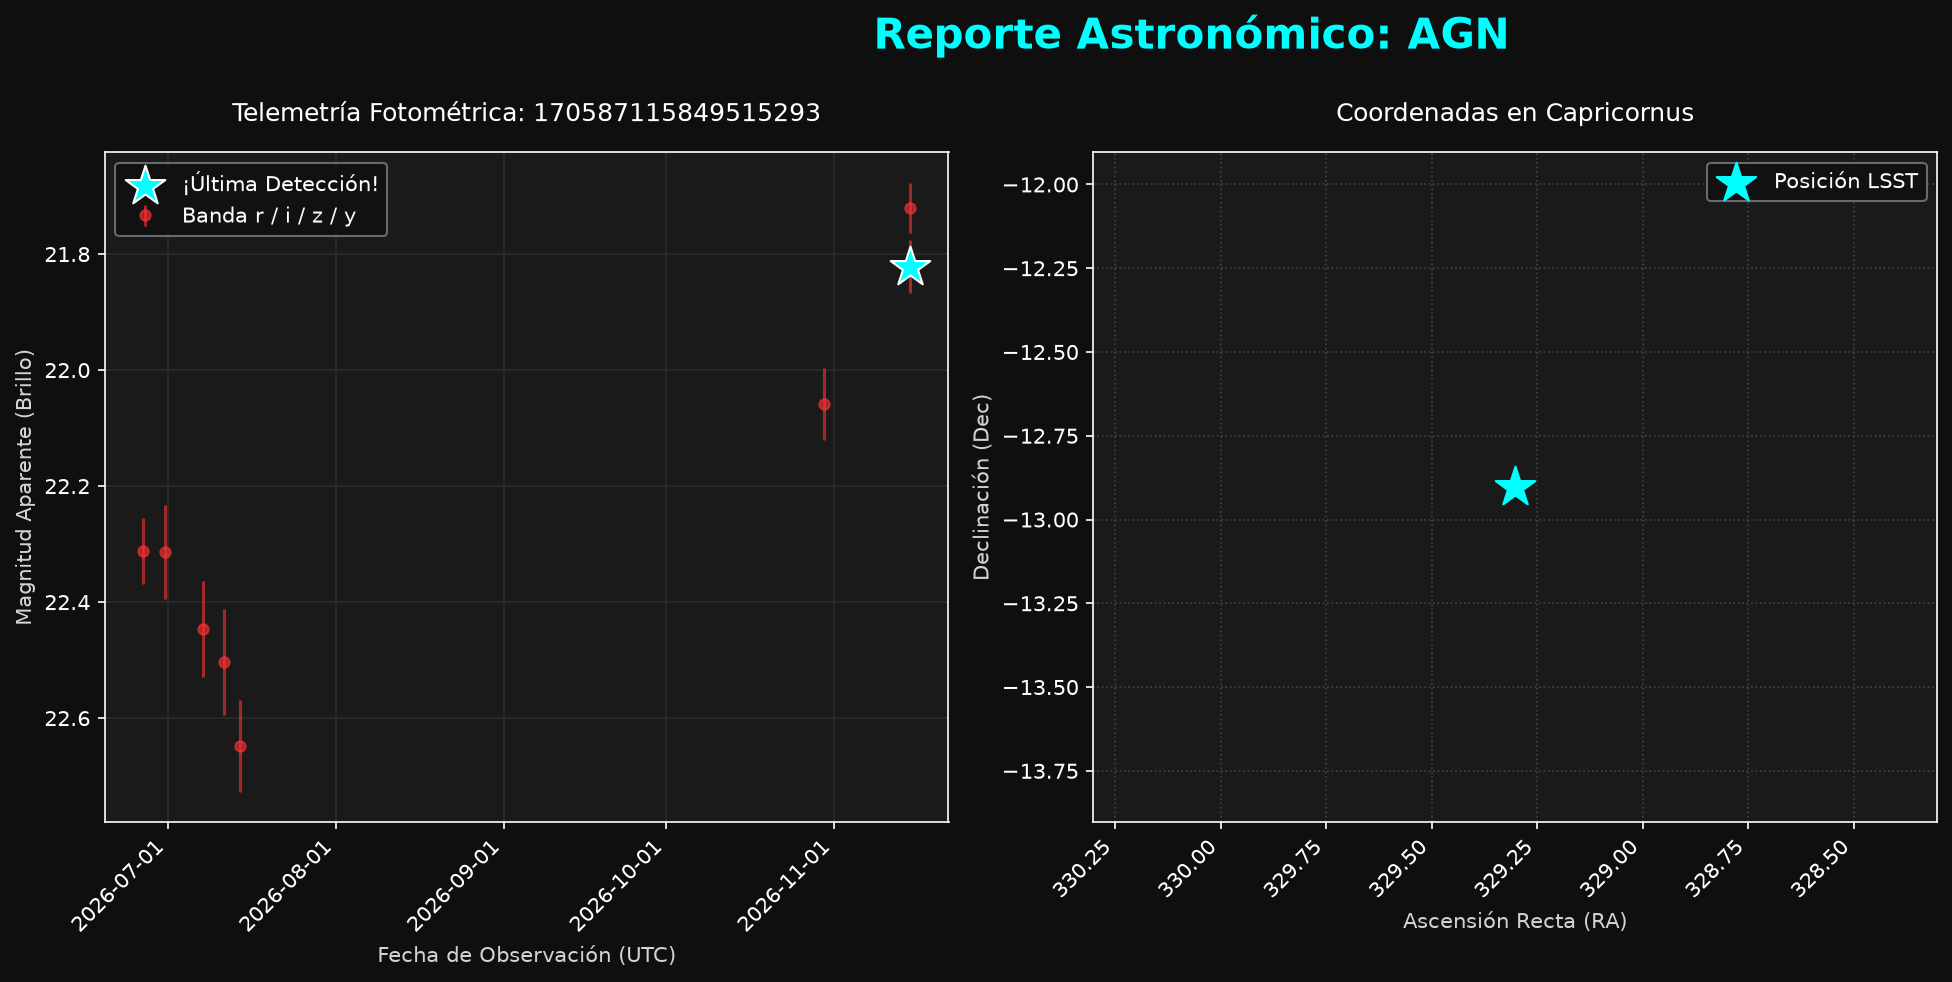 Reporte Astronómico: AGN
Telemetría Fotométrica: 170587115849515293
¡Última Detección!
Banda r / i / z / y
Magnitud Aparente (Brillo)
21.8
22.0
22.2
22.4
22.6
2026-07-01
2026-08-01
2026-09-01
2026-10-01
2026-11-01
Fecha de Observación (UTC)
Coordenadas en Capricornus
Posición LSST
Declinación (Dec)
−12.00
−12.25
−12.50
−12.75
−13.00
−13.25
−13.50
−13.75
330.25
330.00
329.75
329.50
329.25
329.00
328.75
328.50
Ascensión Recta (RA)